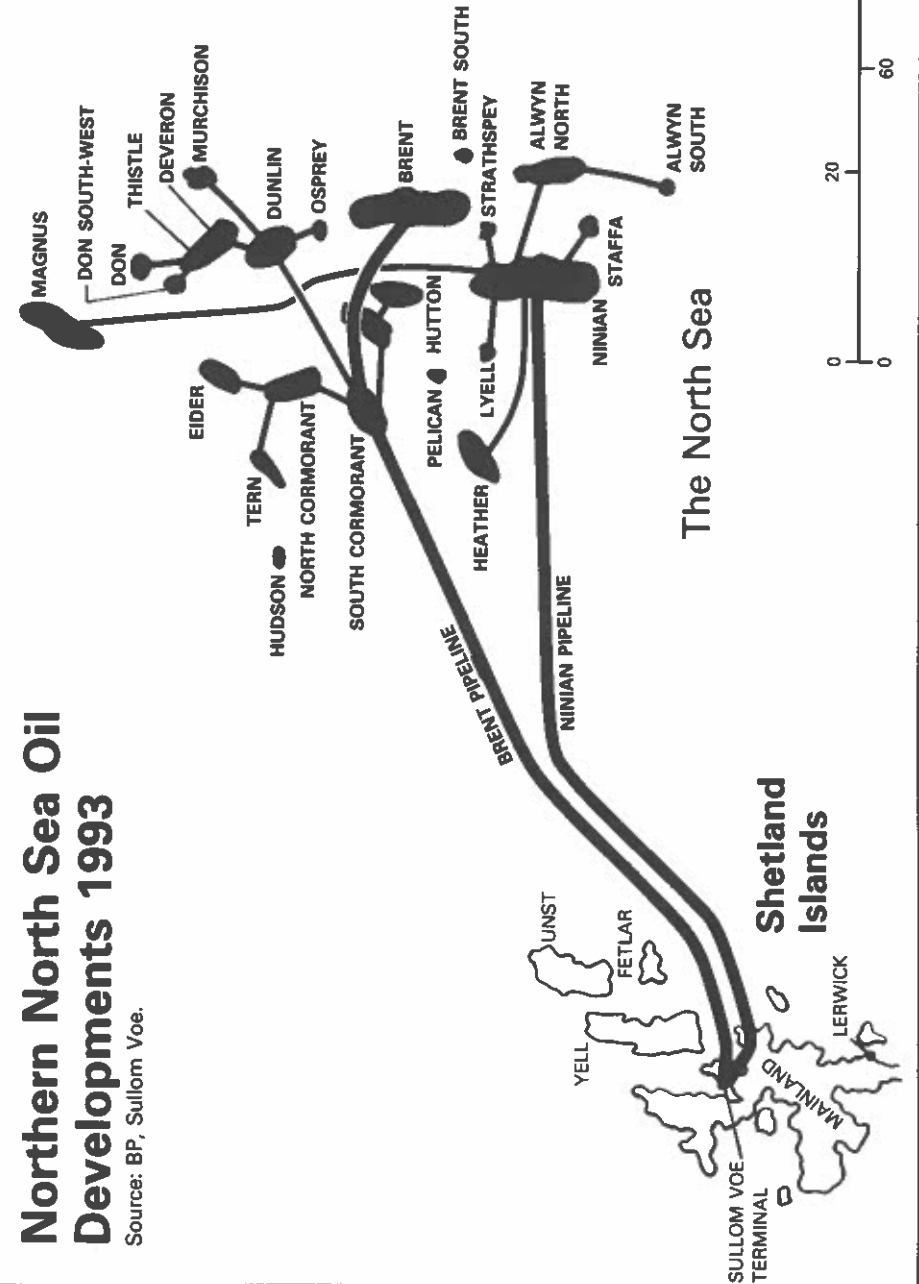 Northern North Sea Oil
Developments 1993
Source: BP, Sullom Voe.
MAGNUS
DON SOUTH-WEST
DON
THISTLE
DEVERON
MURCHISON
EIDER
TERN
DUNLIN
OSPREY
HUDSON
NORTH CORMORANT
SOUTH CORMORANT
BRENT
PELICAN
HUTTON
BRENT SOUTH
HEATHER
LYELL
STRATHSPEY
ALWYN
NORTH
NINIAN
STAFFA
ALWYN
SOUTH
BRENT PIPELINE
NINIAN PIPELINE
The North Sea
UNST
FETLAR
YELL
Shetland
Islands
MAINLAND
LERWICK
SULLOM VOE
TERMINAL
0
20
0
60